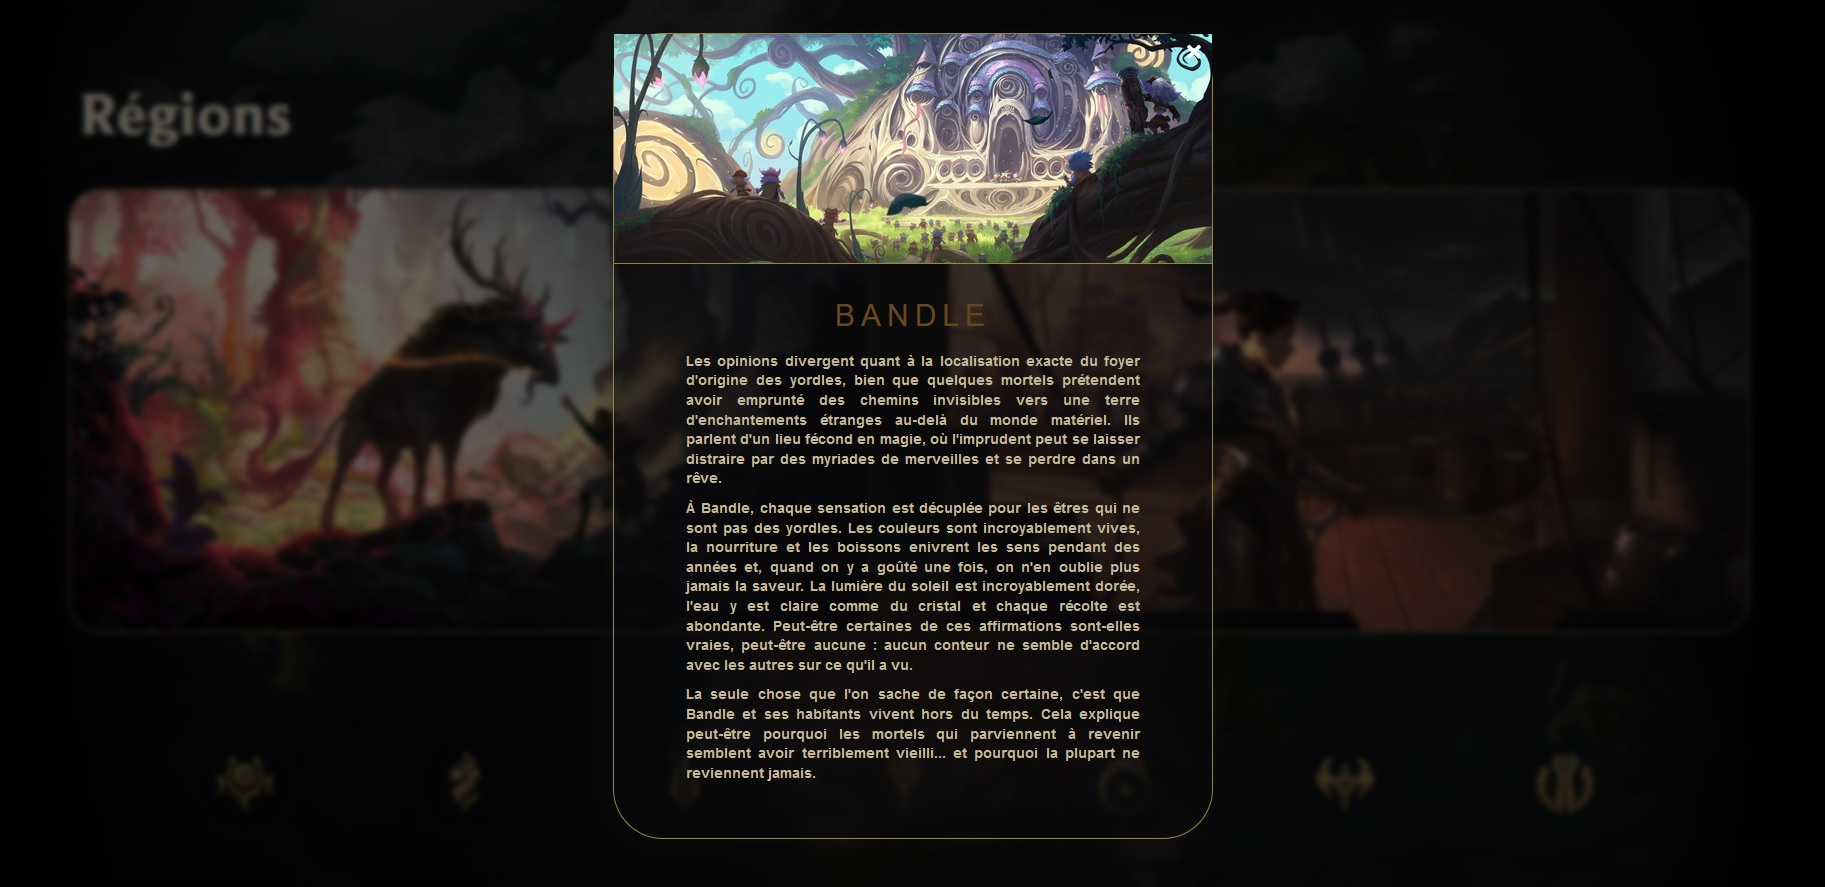 Régions
BANDLE
Les opinions divergent quant à la localisation exacte du foyer
d'origine des yordles, bien que quelques mortels prétendent
avoir emprunté des chemins invisibles vers une terre
d'enchantements étranges au-delà du monde matériel. Ils
parlent d'un lieu fécond en magie, où l'imprudent peut se laisser
distraire par des myriades de merveilles et se perdre dans un
rêve.
À Bandle, chaque sensation est décuplée pour les êtres qui ne
sont pas des yordles. Les couleurs sont incroyablement vives,
la nourriture et les boissons enivrent les sens pendant des
années et, quand on y a goûté une fois, on n'en oublie plus
jamais la saveur. La lumière du soleil est incroyablement dorée,
l'eau y est claire comme du cristal et chaque récolte est
abondante. Peut-être certaines de ces affirmations sont-elles
vraies, peut-être aucune : aucun conteur ne semble d'accord
avec les autres sur ce qu'il a vu.
La seule chose que l'on sache de façon certaine, c'est que
Bandle et ses habitants vivent hors du temps. Cela explique
peut-être pourquoi les mortels qui parviennent à revenir
semblent avoir terriblement vieilli... et pourquoi la plupart ne
reviennent jamais.